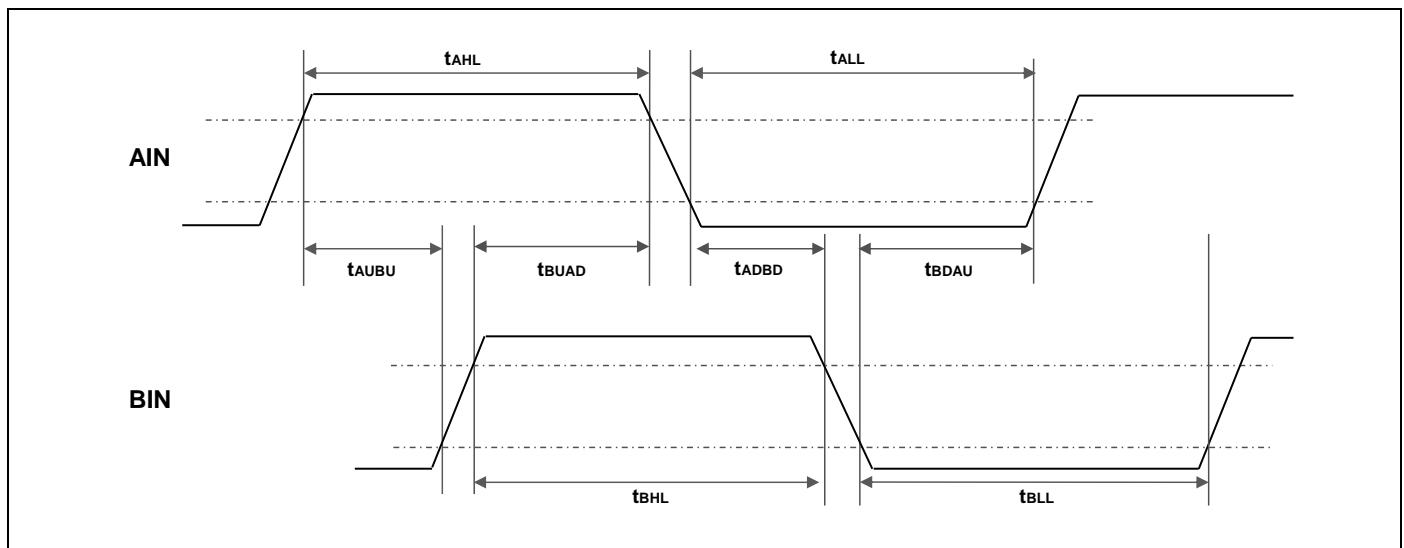 tAHL
tALL
AIN
tAUBU
tBUAD
tADBD
tBDAU
BIN
tBHL
tBLL